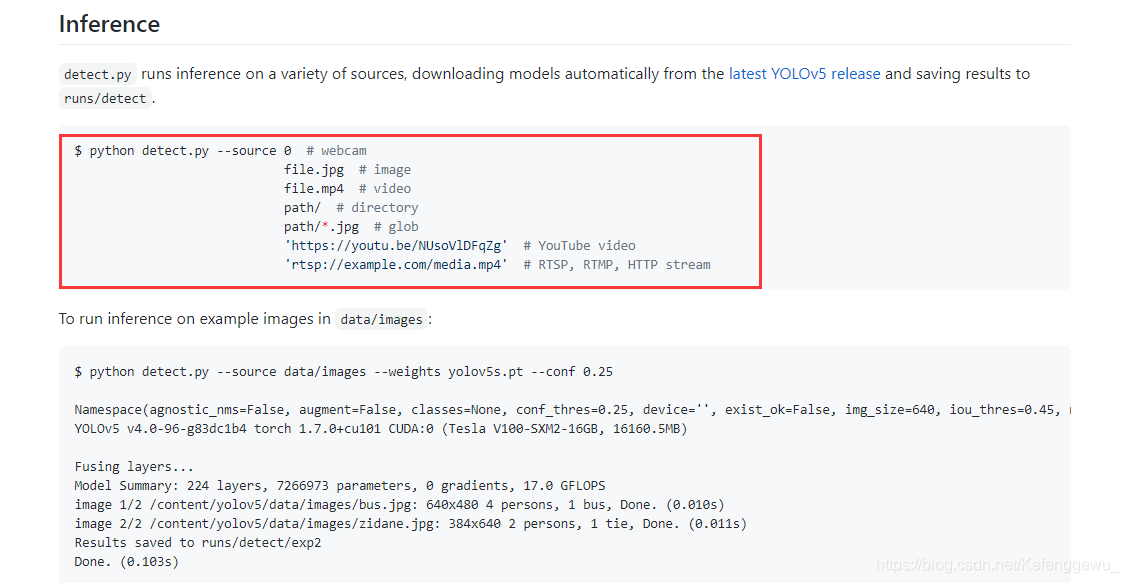 Inference
detect.py runs inference on a variety of sources, downloading models automatically from the latest YOLOv5 release and saving results to
runs/detect .
$ python detect.py --source 0  # webcam
file.jpg  # image
file.mp4  # video
path/  # directory
path/*.jpg  # glob
'https://youtu.be/NUsoVlDFqZg'  # YouTube video
'rtsp://example.com/media.mp4'  # RTSP, RTMP, HTTP stream
To run inference on example images in data/images :
$ python detect.py --source data/images --weights yolov5s.pt --conf 0.25
Namespace(agnostic_nms=False, augment=False, classes=None, conf_thres=0.25, device='', exist_ok=False, img_size=640, iou_thres=0.45,
YOLOv5 v4.0-96-g83dc1b4 torch 1.7.0+cu101 CUDA:0 (Tesla V100-SXM2-16GB, 16160.5MB)
Fusing layers...
Model Summary: 224 layers, 7266973 parameters, 0 gradients, 17.0 GFLOPS
image 1/2 /content/yolov5/data/images/bus.jpg: 640x480 4 persons, 1 bus, Done. (0.010s)
image 2/2 /content/yolov5/data/images/zidane.jpg: 384x640 2 persons, 1 tie, Done. (0.011s)
Results saved to runs/detect/exp2
Done. (0.103s)
https://blog.csdn.net/Kefenggewu_